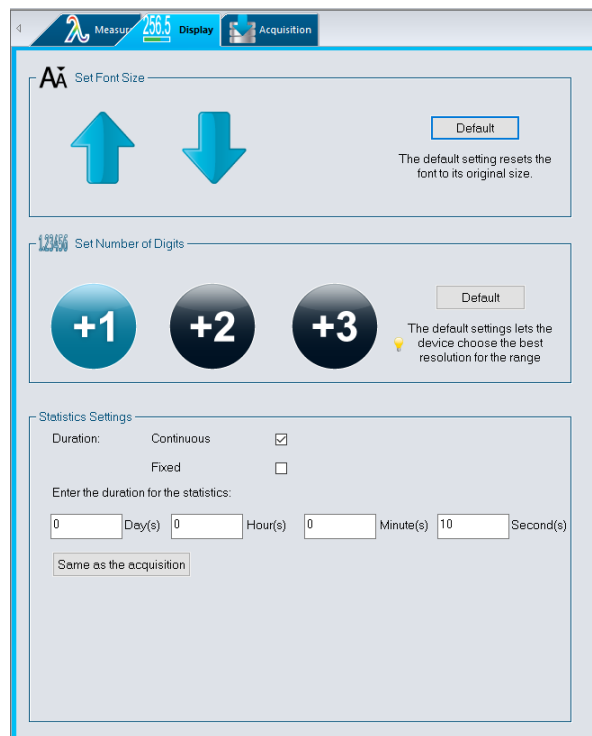 Measur
256.5 Display
Acquisition
AA Set Font Size
Default
The default setting resets the
font to its original size.
1.23456 Set Number of Digits
+1
+2
+3
Default
The default settings lets the
device choose the best
resolution for the range
Statistics Settings
Duration: Continuous
Fixed
Enter the duration for the statistics:
0 Day(s) 0 Hour(s) 0 Minute(s) 10 Second(s)
Same as the acquisition